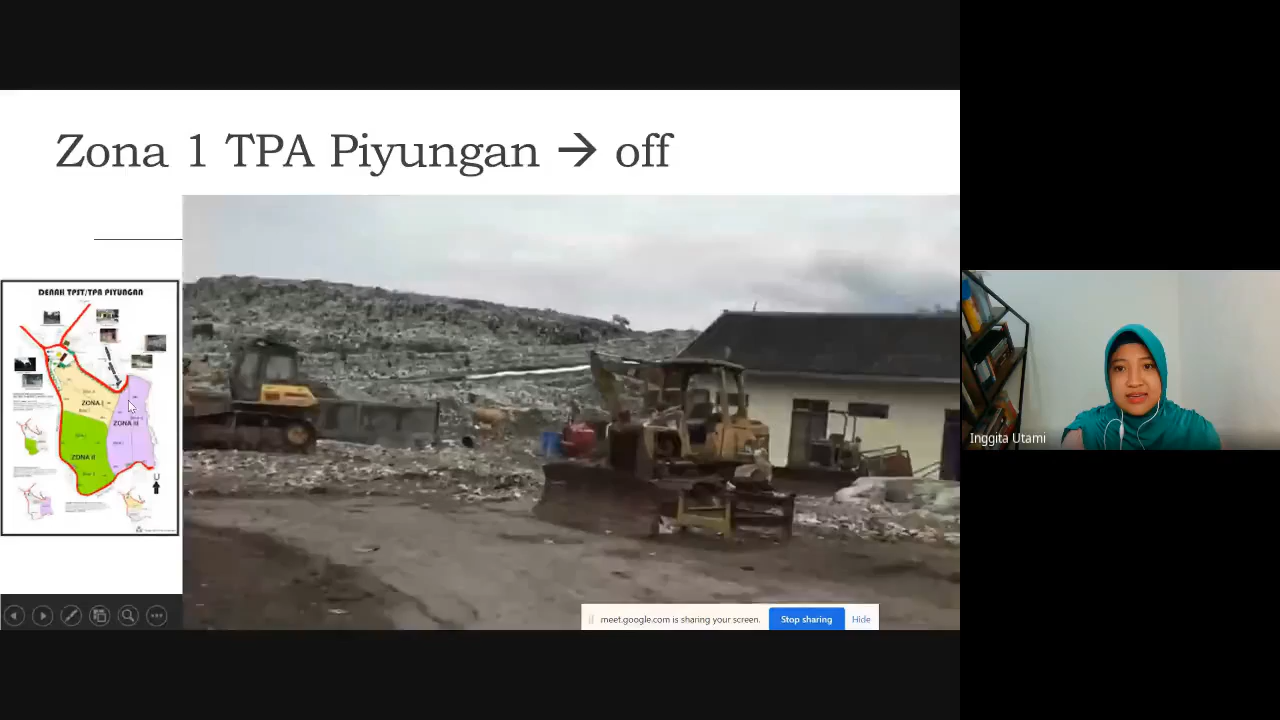 Zona 1 TPA Piyungan → off
DENAH TPST/TPA PIYUNGAN
ZONA I
ZONA III
ZONA II
U
Inggita Utami
meet.google.com is sharing your screen.
Stop sharing
Hide